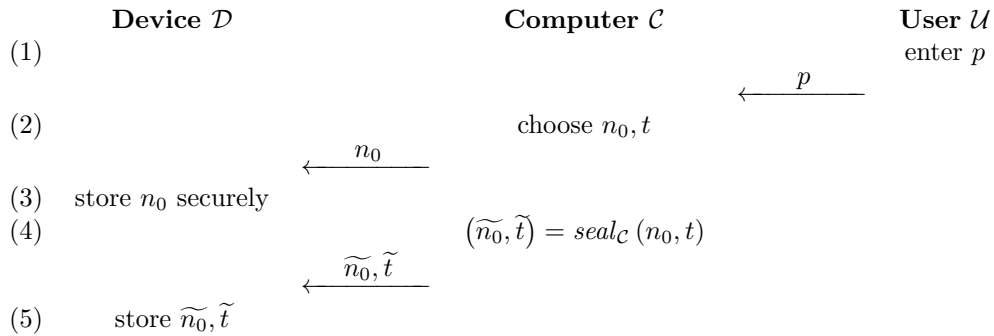 Device 𝒟 Computer 𝒞 User 𝒰
(1) enter p
p
(2) choose n₀, t
n₀
(3) store n₀ securely
(4) (ñ₀, t̃) = seal_𝒞 (n₀, t)
ñ₀, t̃
(5) store ñ₀, t̃